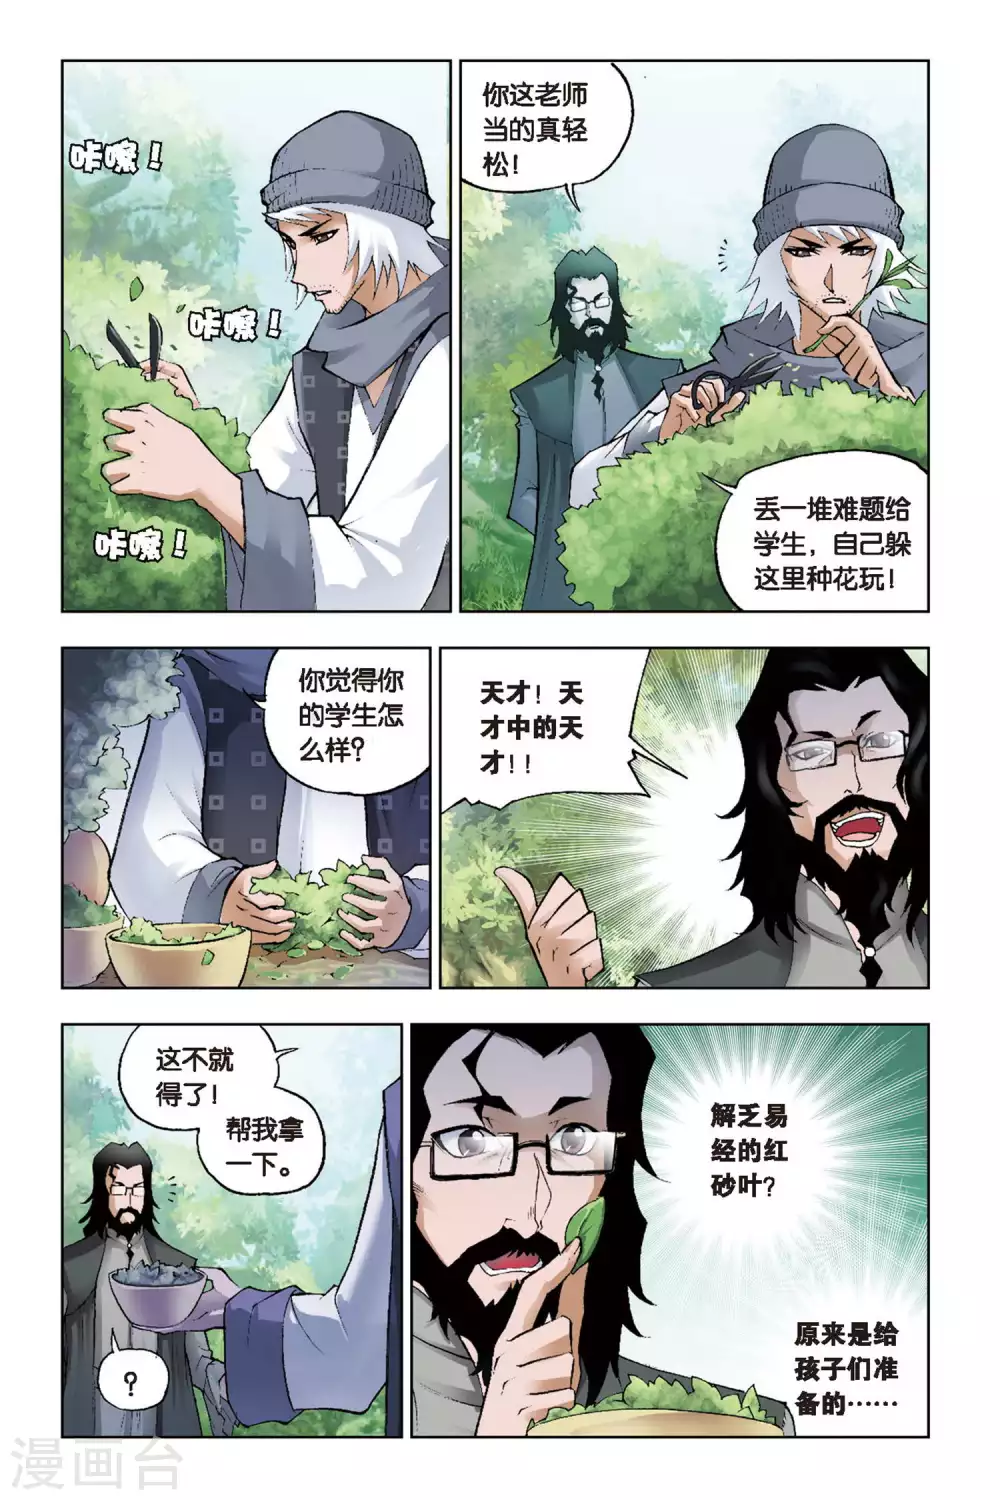 咔嚓！
咔嚓！
咔嚓！
你这老师
当的真轻
松！
丢一堆难题给
学生，自己躲
这里种花玩！
你觉得你
的学生怎
么样？
天才！天
才中的天
才！！
这不就
得了！
帮我拿
一下。
？
解乏易
经的红
砂叶？
原来是给
孩子们准
备的……
漫画台